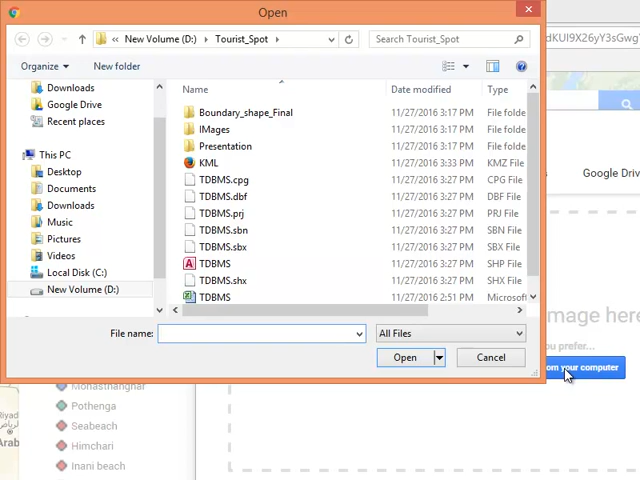 Open
New Volume (D:)
Tourist_Spot
Search Tourist_Spot
dKUI9X26yY3sGwg
Organize
New folder
Name
Date modified
Type
Downloads
Google Drive
Recent places
This PC
Desktop
Documents
Downloads
Music
Pictures
Videos
Local Disk (C:)
New Volume (D:)
Boundary_shape_Final 11/27/2016 3:17 PM File folde
IMages 11/27/2016 3:17 PM File folde
Presentation 11/27/2016 3:17 PM File folde
KML 11/27/2016 3:33 PM KMZ File
TDBMS.cpg 11/27/2016 3:27 PM CPG File
TDBMS.dbf 11/27/2016 3:27 PM DBF File
TDBMS.prj 11/27/2016 3:27 PM PRJ File
TDBMS.sbn 11/27/2016 3:27 PM SBN File
TDBMS.sbx 11/27/2016 3:27 PM SBX File
TDBMS 11/27/2016 3:27 PM SHP File
TDBMS.shx 11/27/2016 3:27 PM SHX File
TDBMS 11/27/2016 2:51 PM Microsof
File name:
All Files
Open
Cancel
Google Driv
mage here
ou prefer...
om your computer
Monasthanghar
Pothenga
Seabeach
Himchari
Inani beach
Riyad
الرياض
Arab